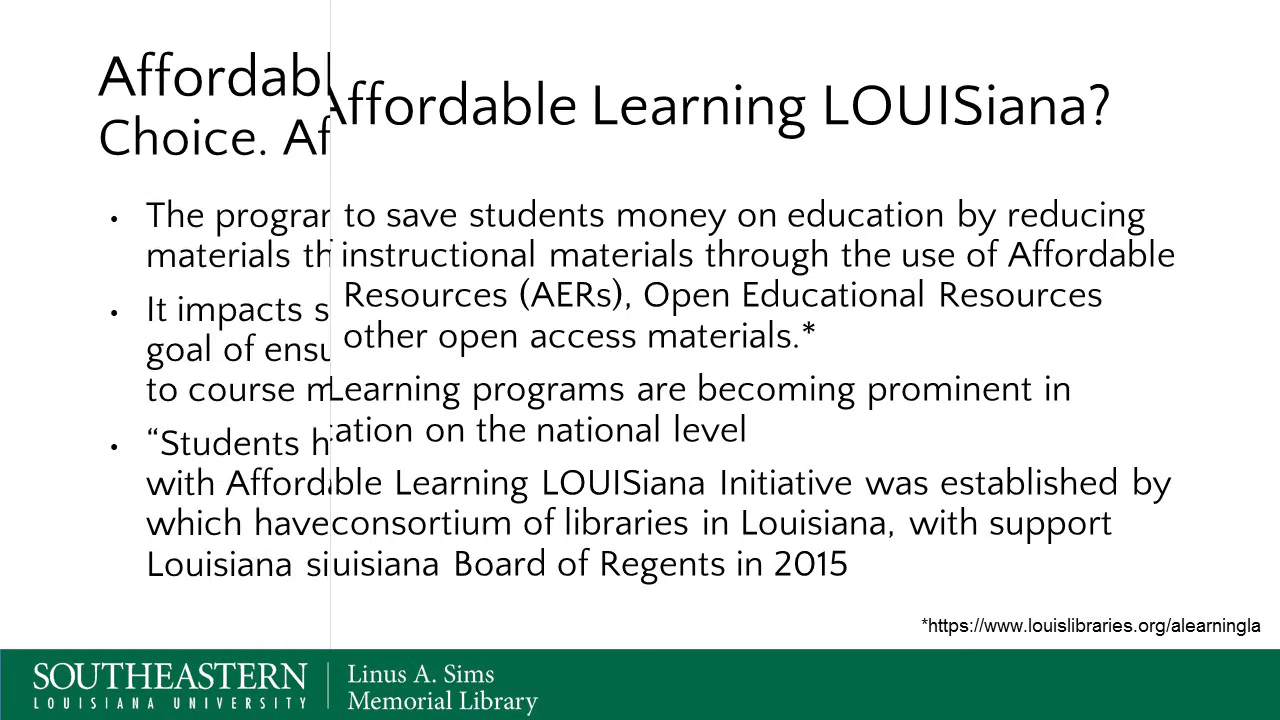 Affordabl
Choice. Af
ffordable Learning LOUISiana?
• The program
materials th
• It impacts s
goal of ensu
to course m
• “Students h
with Afforda
which have
Louisiana si
to save students money on education by reducing
instructional materials through the use of Affordable
Resources (AERs), Open Educational Resources
other open access materials.*
Learning programs are becoming prominent in
cation on the national level
ble Learning LOUISiana Initiative was established by
consortium of libraries in Louisiana, with support
uisiana Board of Regents in 2015
*https://www.louislibraries.org/alearningla
SOUTHEASTERN
LOUISIANA UNIVERSITY
Linus A. Sims
Memorial Library